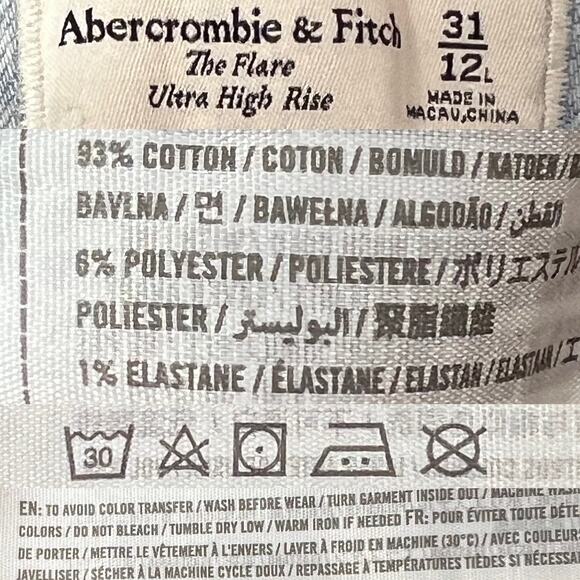 Abercrombie & Fitch
The Flare
Ultra High Rise
31
12L
MADE IN
MACAU,CHINA
93% COTTON / COTON / BOMULD / KATOEN /
BAVLNA / 면 / BAWEŁNA / ALGODÃO / القطن
6% POLYESTER / POLIESTERE / ポリエステル
POLIESTER / البوليستر / 聚脂纖維
1% ELASTANE / ÉLASTANE / ELASTAN / ELASTAAN /
30
EN: TO AVOID COLOR TRANSFER / WASH BEFORE WEAR / TURN GARMENT INSIDE OUT / MACHINE WASH
COLORS / DO NOT BLEACH / TUMBLE DRY LOW / WARM IRON IF NEEDED FR: POUR ÉVITER TOUTE DÉTE
DE PORTER / METTRE LE VÊTEMENT À L'ENVERS / LAVER À FROID EN MACHINE (30°C) / AVEC COULEUR
JAVELLISER / SÉCHER À LA MACHINE CYCLE DOUX / REPASSAGE À TEMPÉRATURES TIÈDES SI NÉCESSA